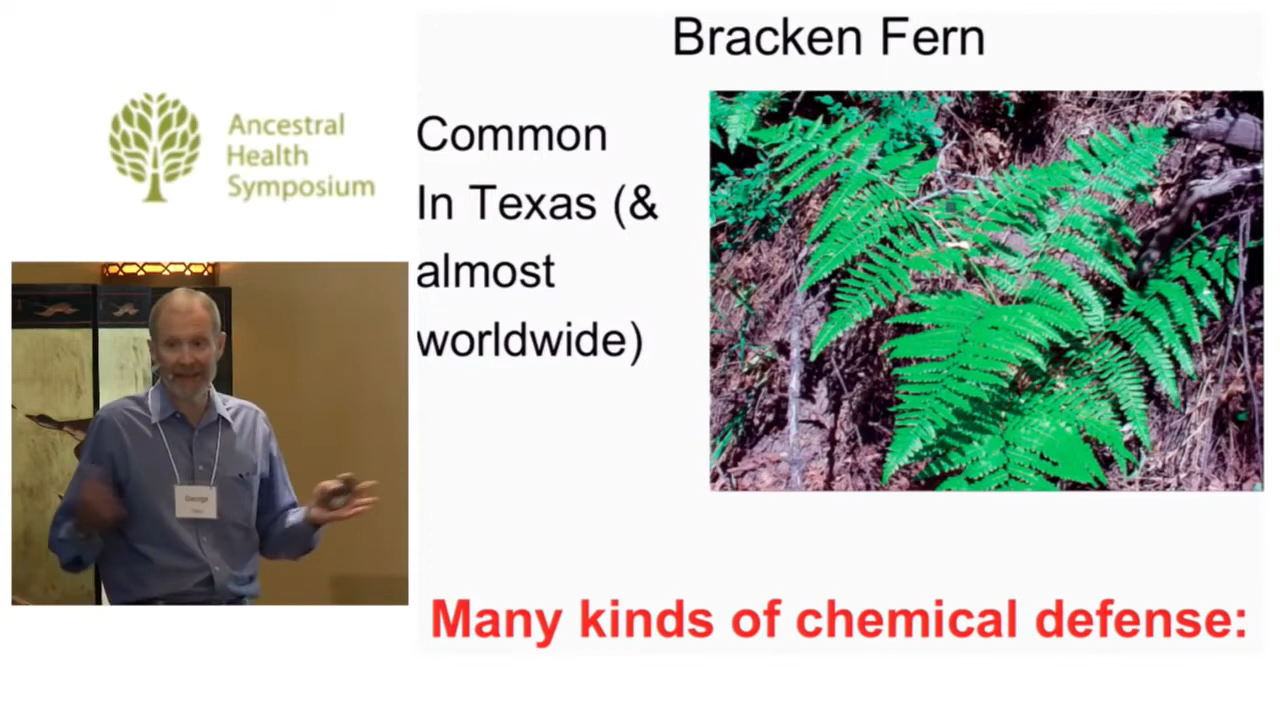 Bracken Fern
Ancestral
Health
Symposium
Common
In Texas (&
almost
worldwide)
George
Many kinds of chemical defense: